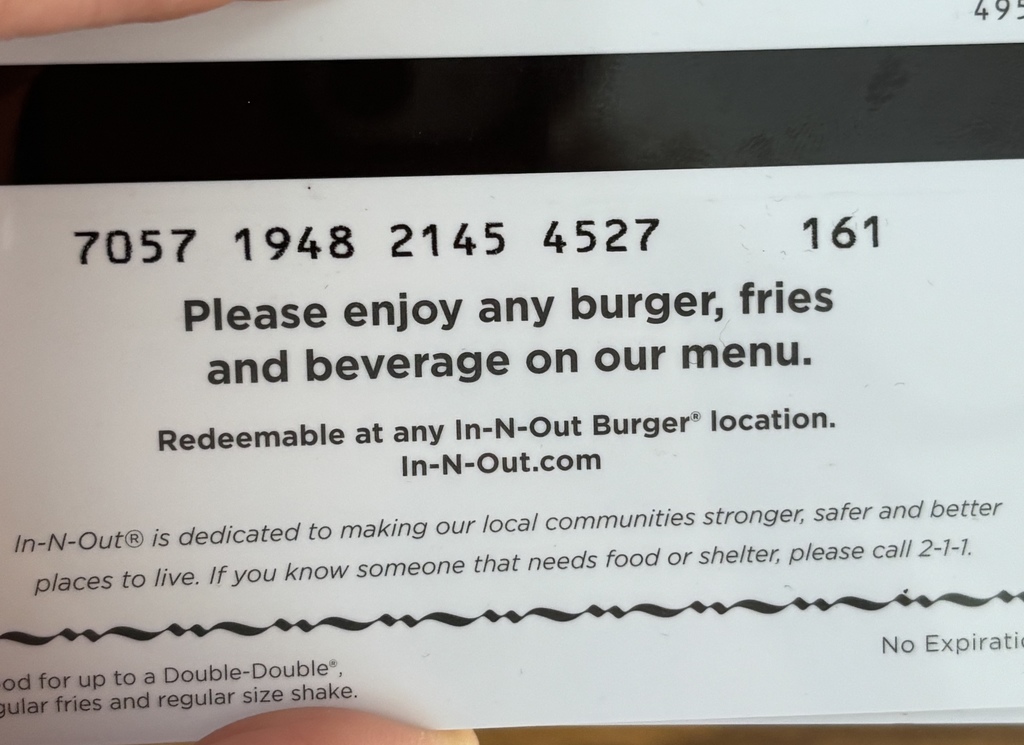 495
7057 1948 2145 4527 161
Please enjoy any burger, fries
and beverage on our menu.
Redeemable at any In-N-Out Burger® location.
In-N-Out.com
In-N-Out® is dedicated to making our local communities stronger, safer and better
places to live. If you know someone that needs food or shelter, please call 2-1-1.
No Expiratio
od for up to a Double-Double®,
gular fries and regular size shake.